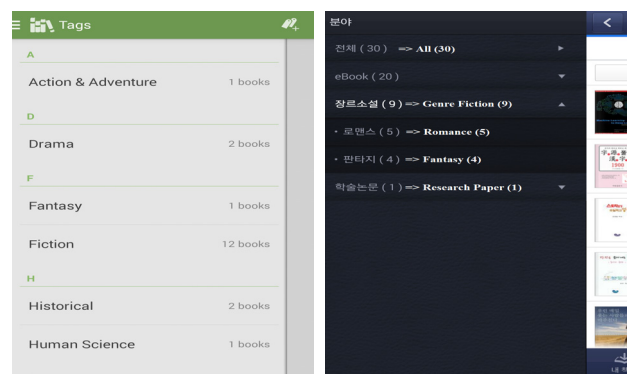 Tags
A
Action & Adventure 1 books
D
Drama 2 books
F
Fantasy 1 books
Fiction 12 books
H
Historical 2 books
Human Science 1 books
분야
전체 ( 30 ) => All (30)
eBook ( 20 )
장르소설 ( 9 ) => Genre Fiction (9)
• 로맨스 ( 5 ) => Romance (5)
• 판타지 ( 4 ) => Fantasy (4)
학술논문 ( 1 ) => Research Paper (1)
내 책